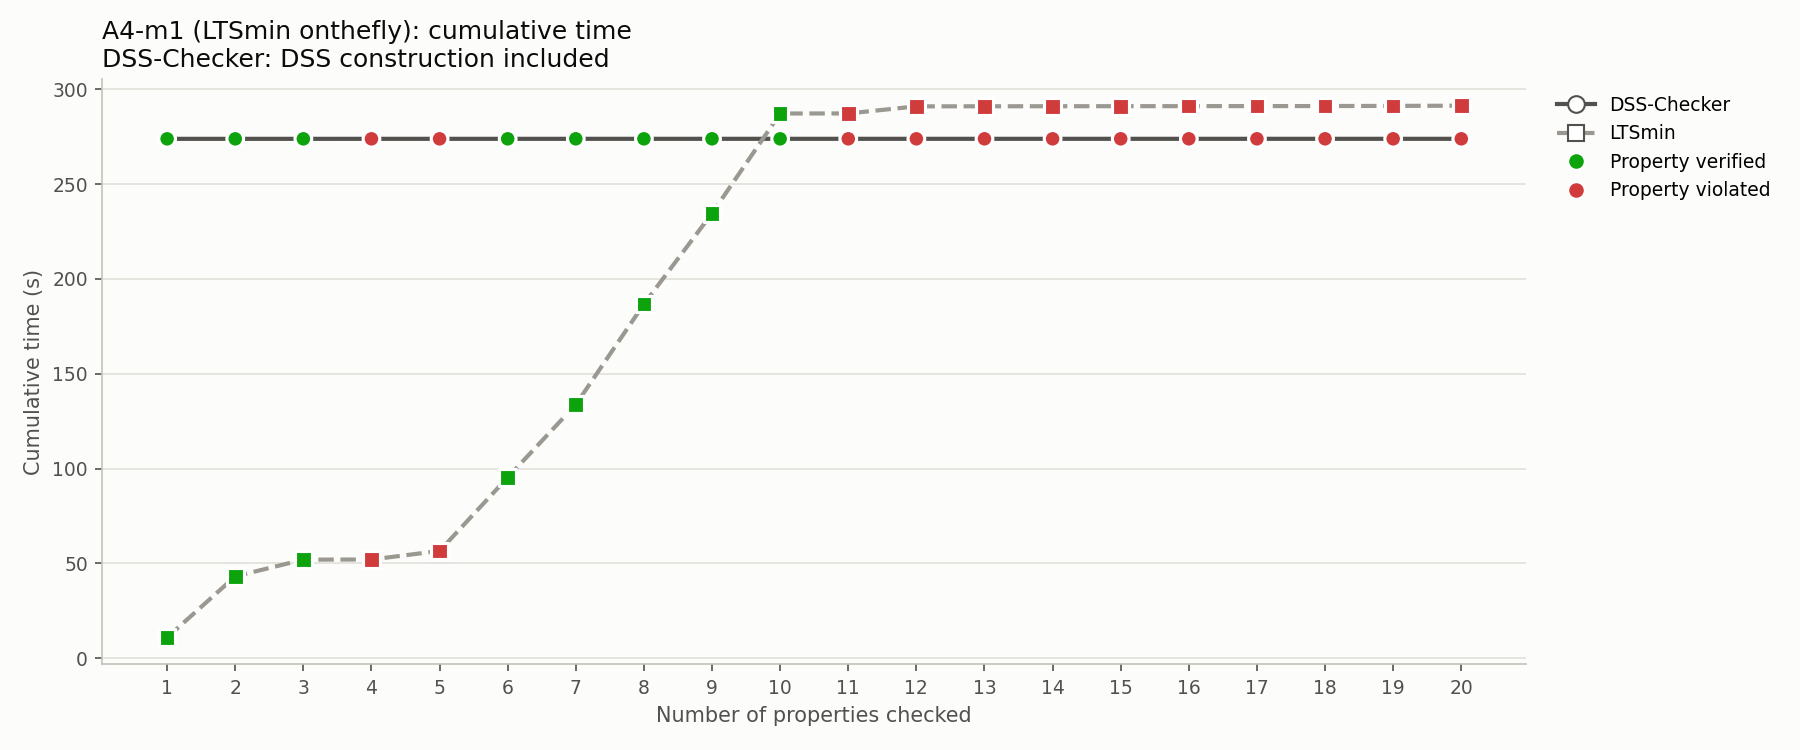 A4-m1 (LTSmin onthefly): cumulative time
DSS-Checker: DSS construction included
300
250
200
150
100
50
0
Cumulative time (s)
1 2 3 4 5 6 7 8 9 10 11 12 13 14 15 16 17 18 19 20
Number of properties checked
DSS-Checker
LTSmin
Property verified
Property violated